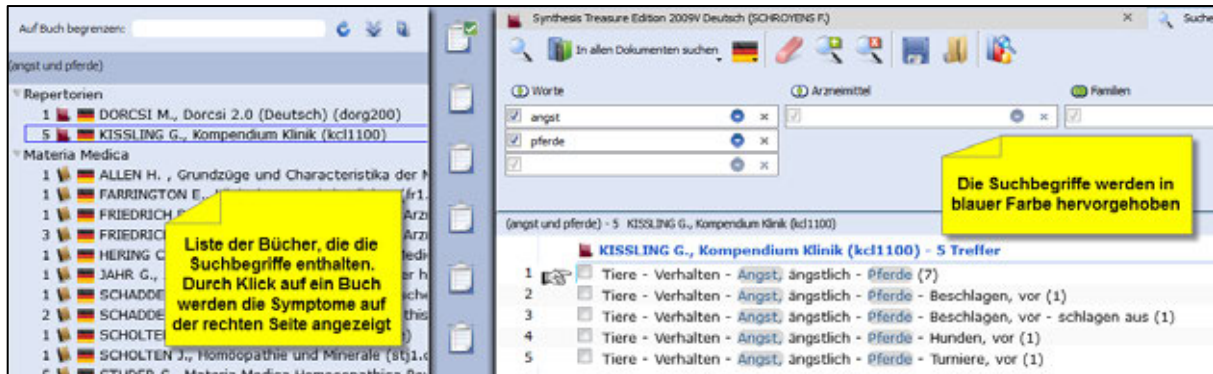 Auf Buch begrenzen:
(angst und pferde)
Repertorien
1 DORCSI M., Dorcsi 2.0 (Deutsch) (dorg200)
5 KISSLING G., Kompendium Klinik (kcl1100)
Materia Medica
1 ALLEN H. , Grundzüge und Characteristika der
1 FARRINGTON E.,
1 FRIEDRICH
3 FRIEDRICH
1 HERING C
1 JAHR G.,
1 SCHADDE
2 SCHADDE
1 SCHOLTEN
1 SCHOLTEN J., Homöopathie und Minerale (stj1.
Liste der Bücher, die die
Suchbegriffe enthalten.
Durch Klick auf ein Buch
werden die Symptome auf
der rechten Seite angezeigt
Synthesis Treasure Edition 2009V Deutsch (SCHROYENS F.)
Suche
In allen Dokumenten suchen
Worte
Arzneimittel
Familien
angst
pferde
Die Suchbegriffe werden in
blauer Farbe hervorgehoben
(angst und pferde) - 5 KISSLING G., Kompendium Klinik (kcl1100)
KISSLING G., Kompendium Klinik (kcl1100) - 5 Treffer
1 Tiere - Verhalten - Angst, ängstlich - Pferde (7)
2 Tiere - Verhalten - Angst, ängstlich - Pferde - Beschlagen, vor (1)
3 Tiere - Verhalten - Angst, ängstlich - Pferde - Beschlagen, vor - schlagen aus (1)
4 Tiere - Verhalten - Angst, ängstlich - Pferde - Hunden, vor (1)
5 Tiere - Verhalten - Angst, ängstlich - Pferde - Turniere, vor (1)